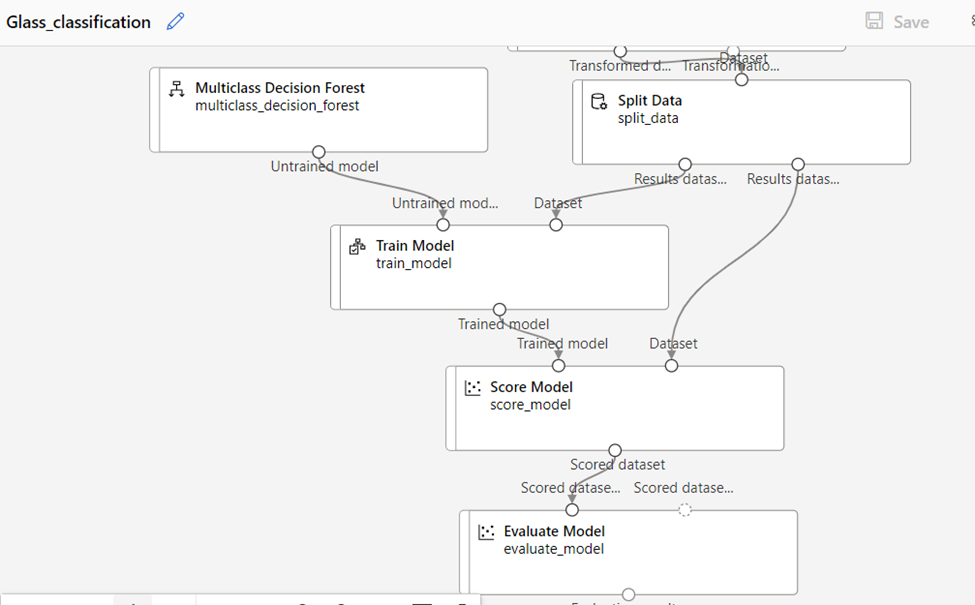 Glass_classification
Save
Transformed d...
Transformatio...
Dataset
Multiclass Decision Forest
multiclass_decision_forest
Split Data
split_data
Untrained model
Results datas...
Results datas...
Untrained mod...
Dataset
Train Model
train_model
Trained model
Trained model
Dataset
Score Model
score_model
Scored dataset
Scored datase...
Scored datase...
Evaluate Model
evaluate_model